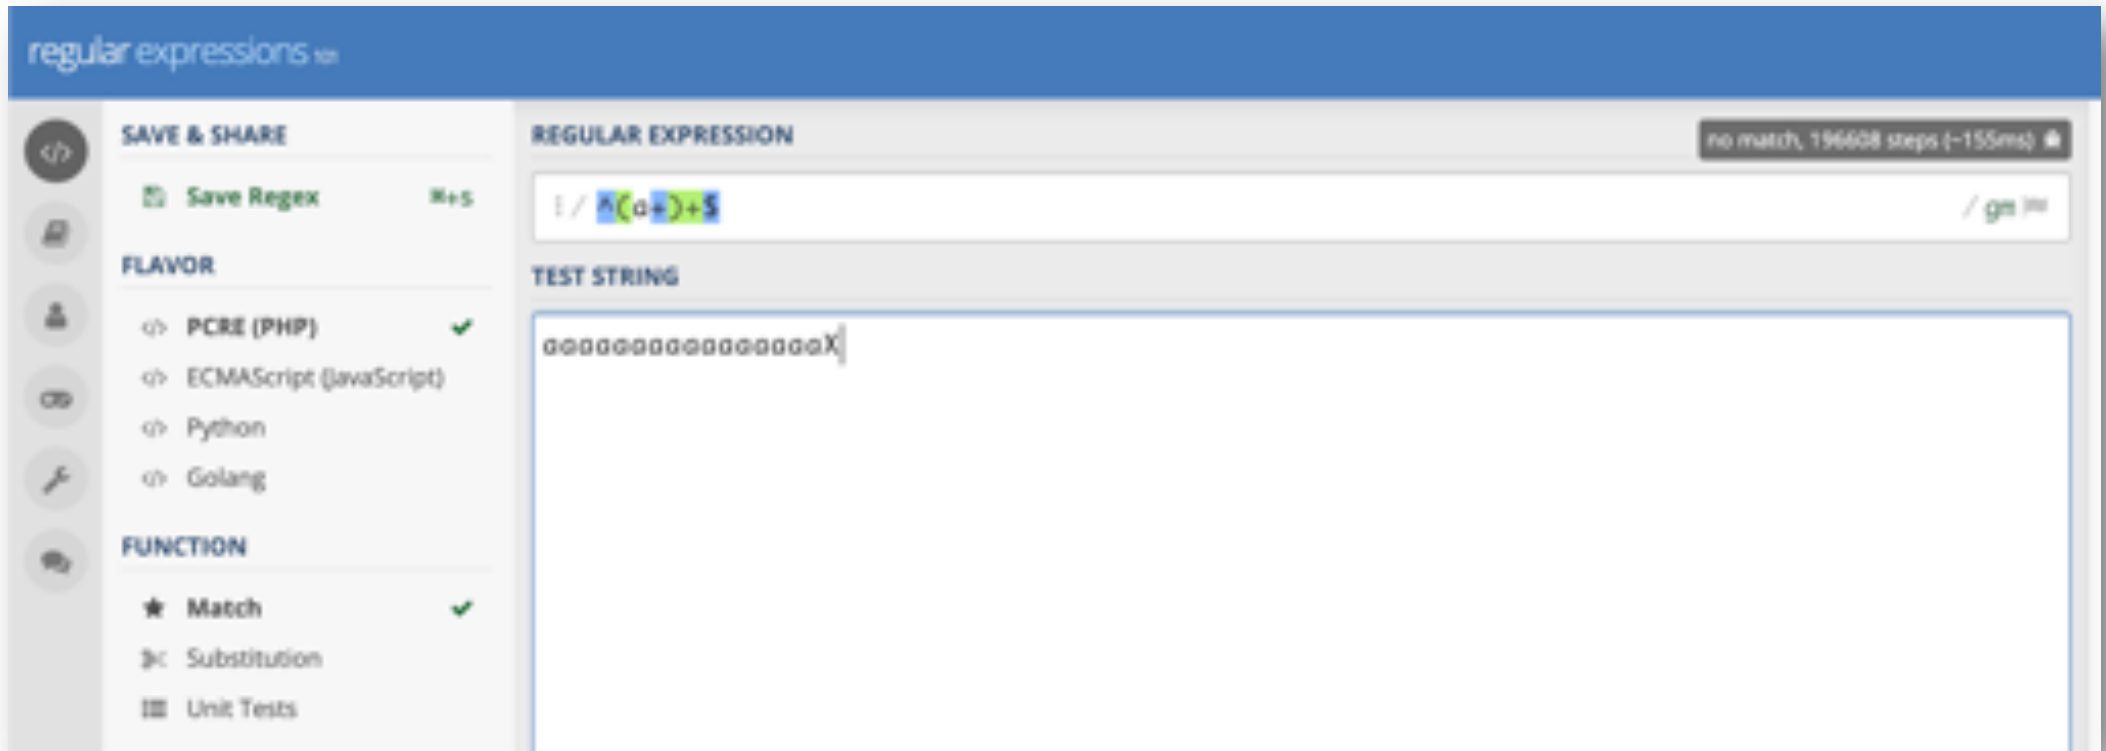 regular expressions 101
SAVE & SHARE
Save Regex ⌘+S
FLAVOR
PCRE (PHP)
ECMAScript (JavaScript)
Python
Golang
FUNCTION
Match
Substitution
Unit Tests
REGULAR EXPRESSION
no match, 196608 steps (~155ms)
/ ^(a+)+$ / gm
TEST STRING
aaaaaaaaaaaaaaaaX